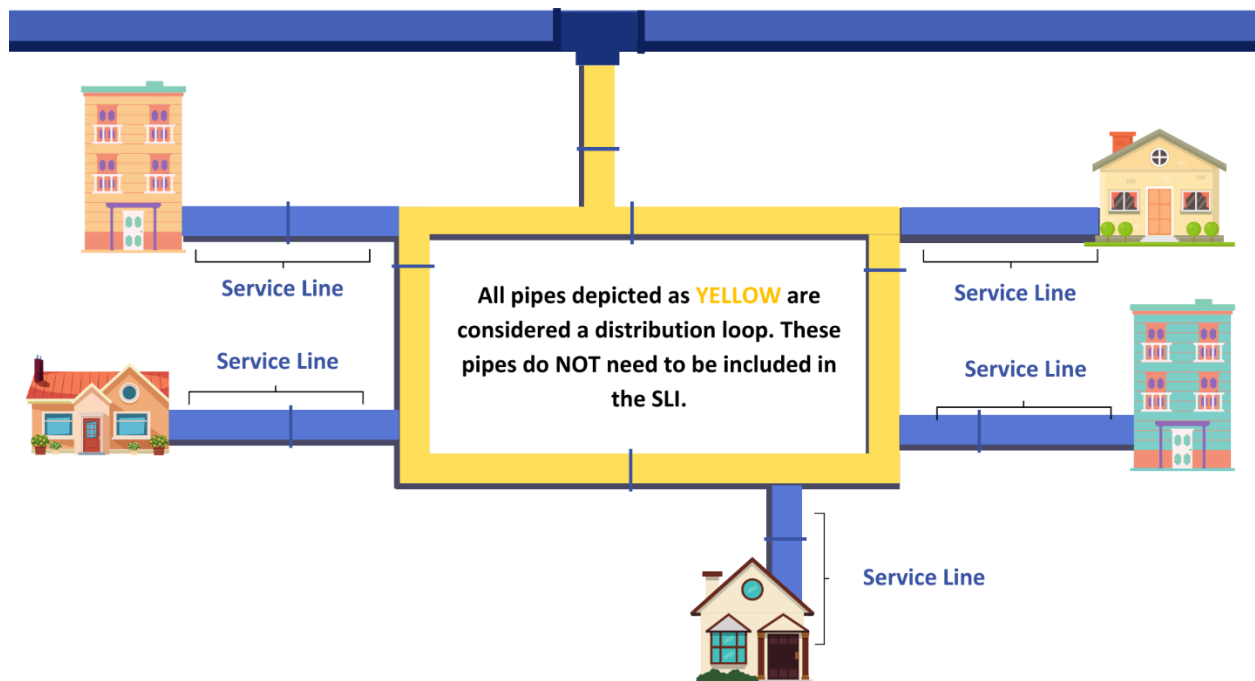 Service Line
Service Line
All pipes depicted as YELLOW are
considered a distribution loop. These
pipes do NOT need to be included in
the SLI.
Service Line
Service Line
Service Line